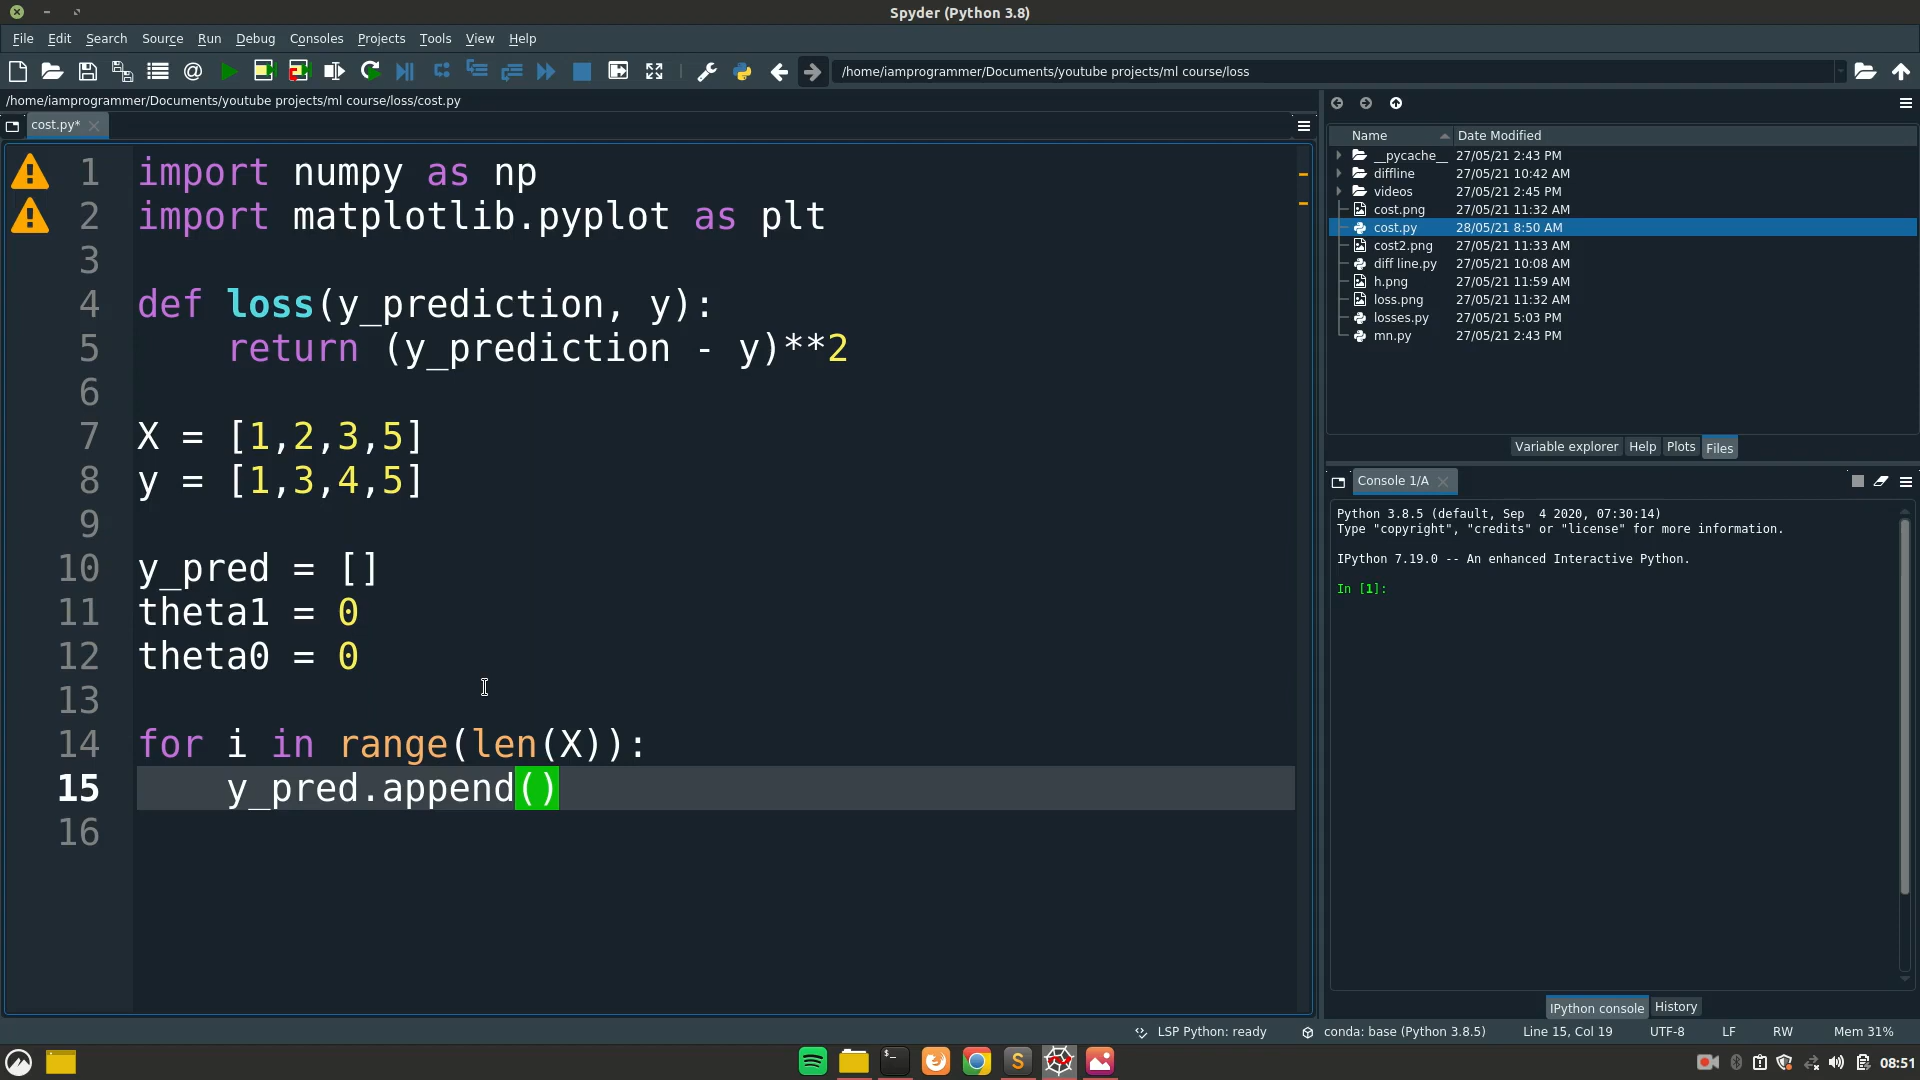 Spyder (Python 3.8)
File Edit Search Source Run Debug Consoles Projects Tools View Help
/home/iamprogrammer/Documents/youtube projects/ml course/loss
/home/iamprogrammer/Documents/youtube projects/ml course/loss/cost.py
cost.py*
1 import numpy as np
2 import matplotlib.pyplot as plt
3
4 def loss(y_prediction, y):
5     return (y_prediction - y)**2
6
7 X = [1,2,3,5]
8 y = [1,3,4,5]
9
10 y_pred = []
11 theta1 = 0
12 theta0 = 0
13
14 for i in range(len(X)):
15     y_pred.append()
16
Name Date Modified
__pycache__ 27/05/21 2:43 PM
diffline 27/05/21 10:42 AM
videos 27/05/21 2:45 PM
cost.png 27/05/21 11:32 AM
cost.py 28/05/21 8:50 AM
cost2.png 27/05/21 11:33 AM
diff line.py 27/05/21 10:08 AM
h.png 27/05/21 11:59 AM
loss.png 27/05/21 11:32 AM
losses.py 27/05/21 5:03 PM
mn.py 27/05/21 2:43 PM
Variable explorer Help Plots Files
Console 1/A
Python 3.8.5 (default, Sep  4 2020, 07:30:14)
Type "copyright", "credits" or "license" for more information.
IPython 7.19.0 -- An enhanced Interactive Python.
In [1]:
IPython console History
LSP Python: ready conda: base (Python 3.8.5) Line 15, Col 19 UTF-8 LF RW Mem 31%
08:51